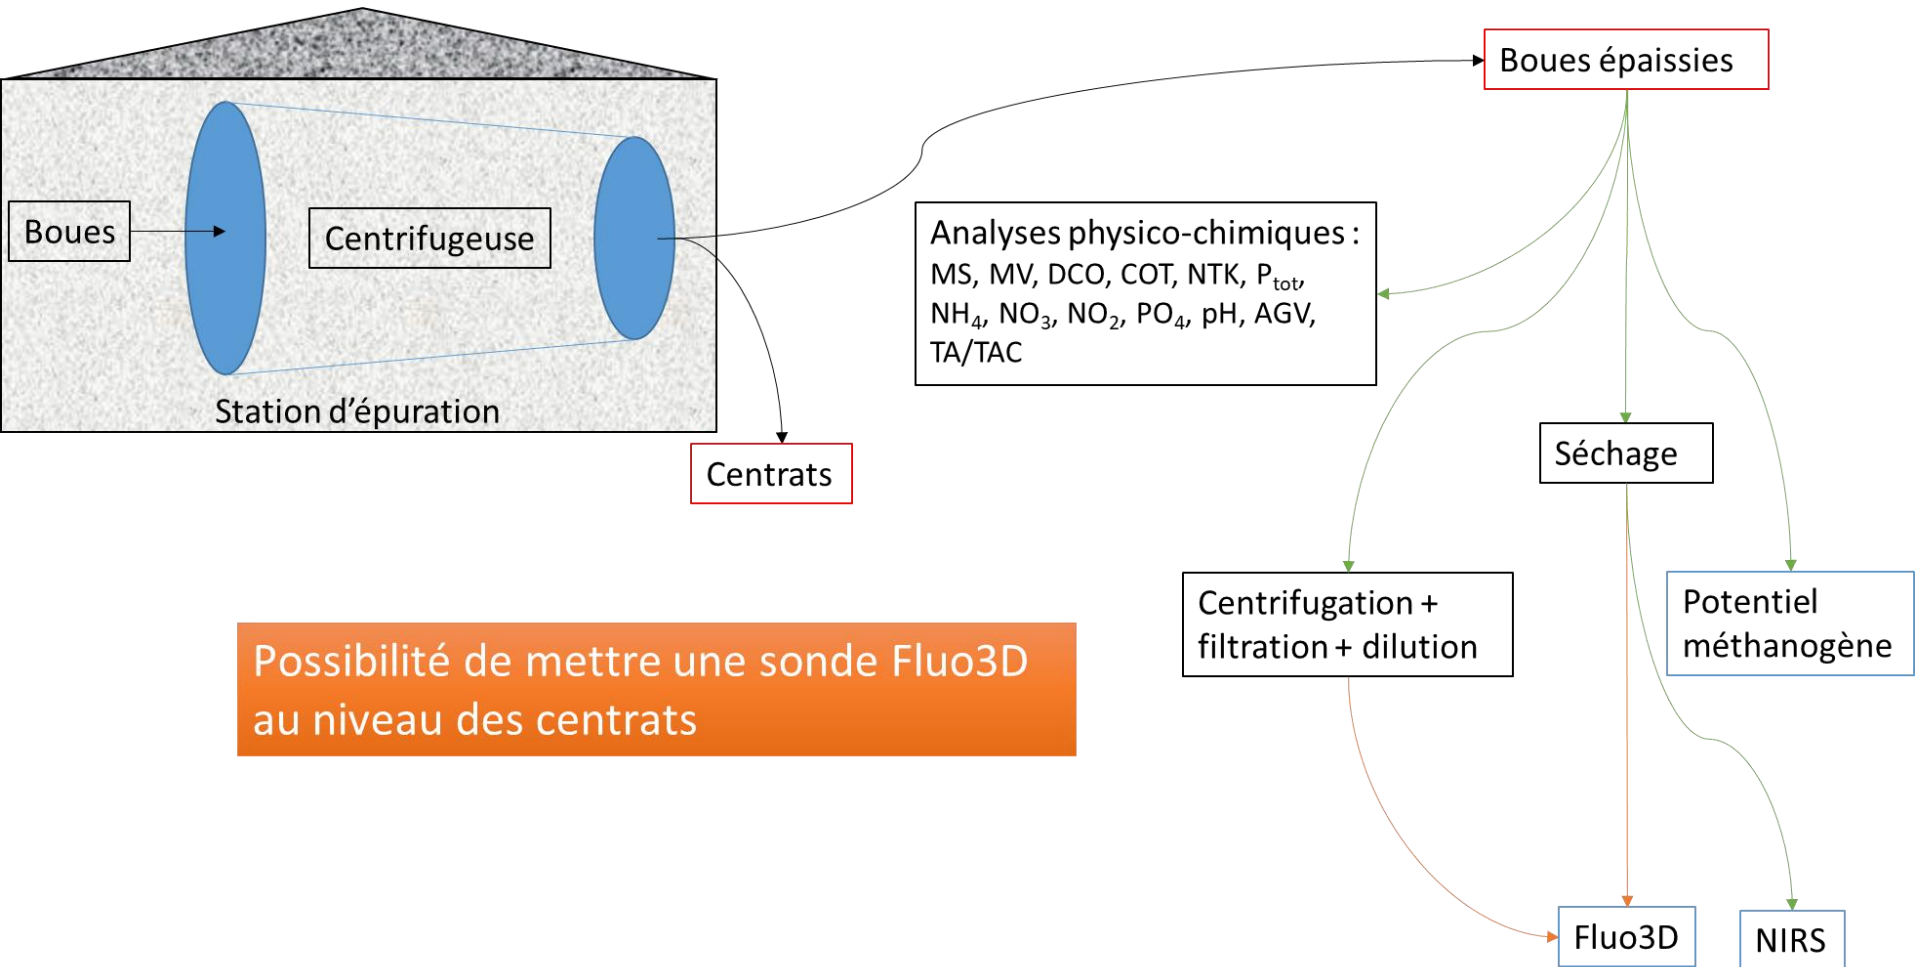 Boues épaissies
Boues
Centrifugeuse
Station d'épuration
Centrats
Analyses physico-chimiques :
MS, MV, DCO, COT, NTK, P_tot,
NH₄, NO₃, NO₂, PO₄, pH, AGV,
TA/TAC
Séchage
Centrifugation +
filtration + dilution
Potentiel
méthanogène
Possibilité de mettre une sonde Fluo3D
au niveau des centrats
Fluo3D
NIRS